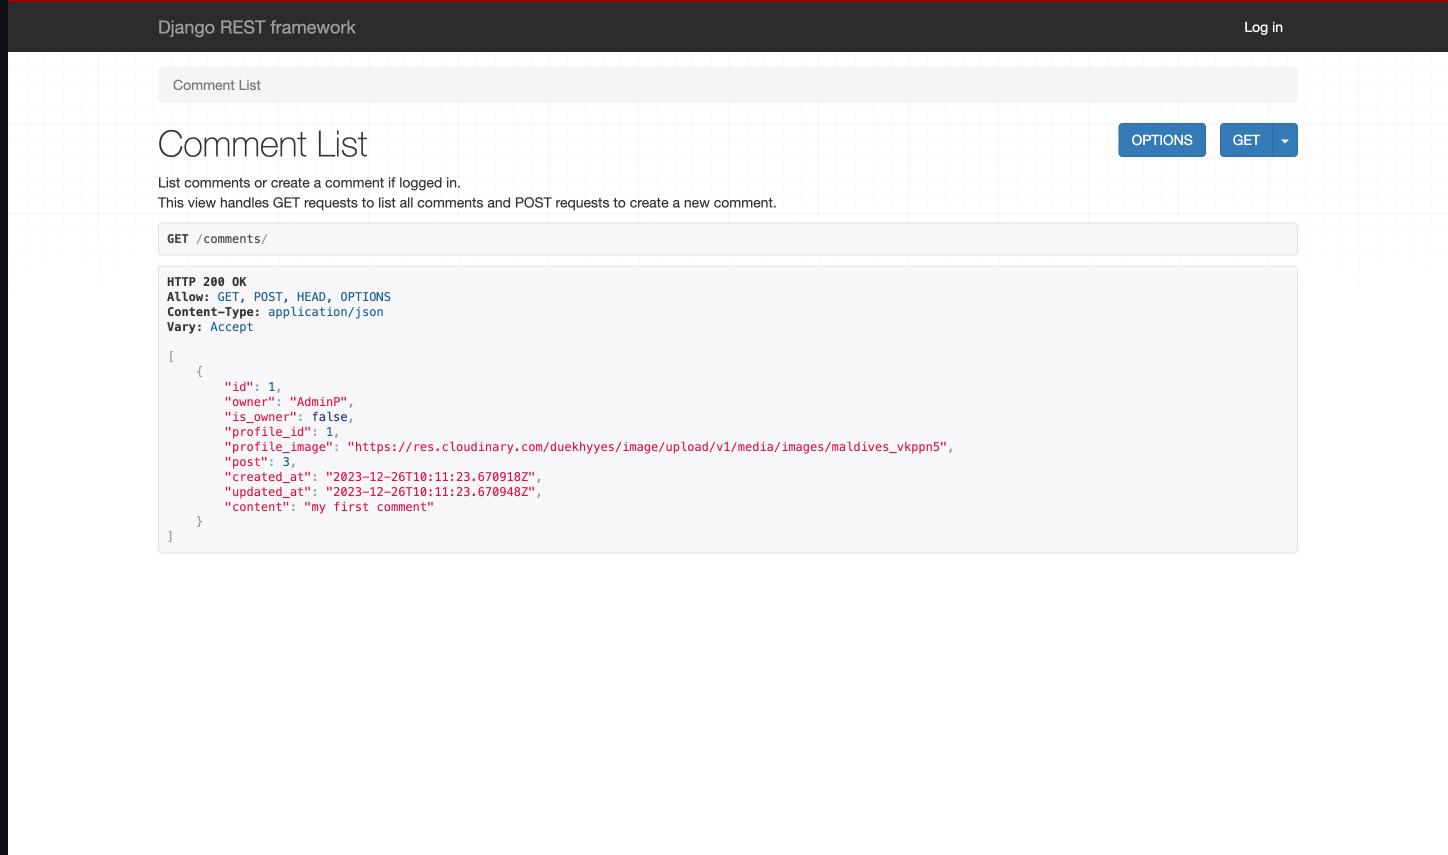 Django REST framework
Log in
Comment List
Comment List
OPTIONS
GET
List comments or create a comment if logged in.
This view handles GET requests to list all comments and POST requests to create a new comment.
GET /comments/
HTTP 200 OK
Allow: GET, POST, HEAD, OPTIONS
Content-Type: application/json
Vary: Accept
[
    {
        "id": 1,
        "owner": "AdminP",
        "is_owner": false,
        "profile_id": 1,
        "profile_image": "https://res.cloudinary.com/duekhyyes/image/upload/v1/media/images/maldives_vkppn5",
        "post": 3,
        "created_at": "2023-12-26T10:11:23.670918Z",
        "updated_at": "2023-12-26T10:11:23.670948Z",
        "content": "my first comment"
    }
]